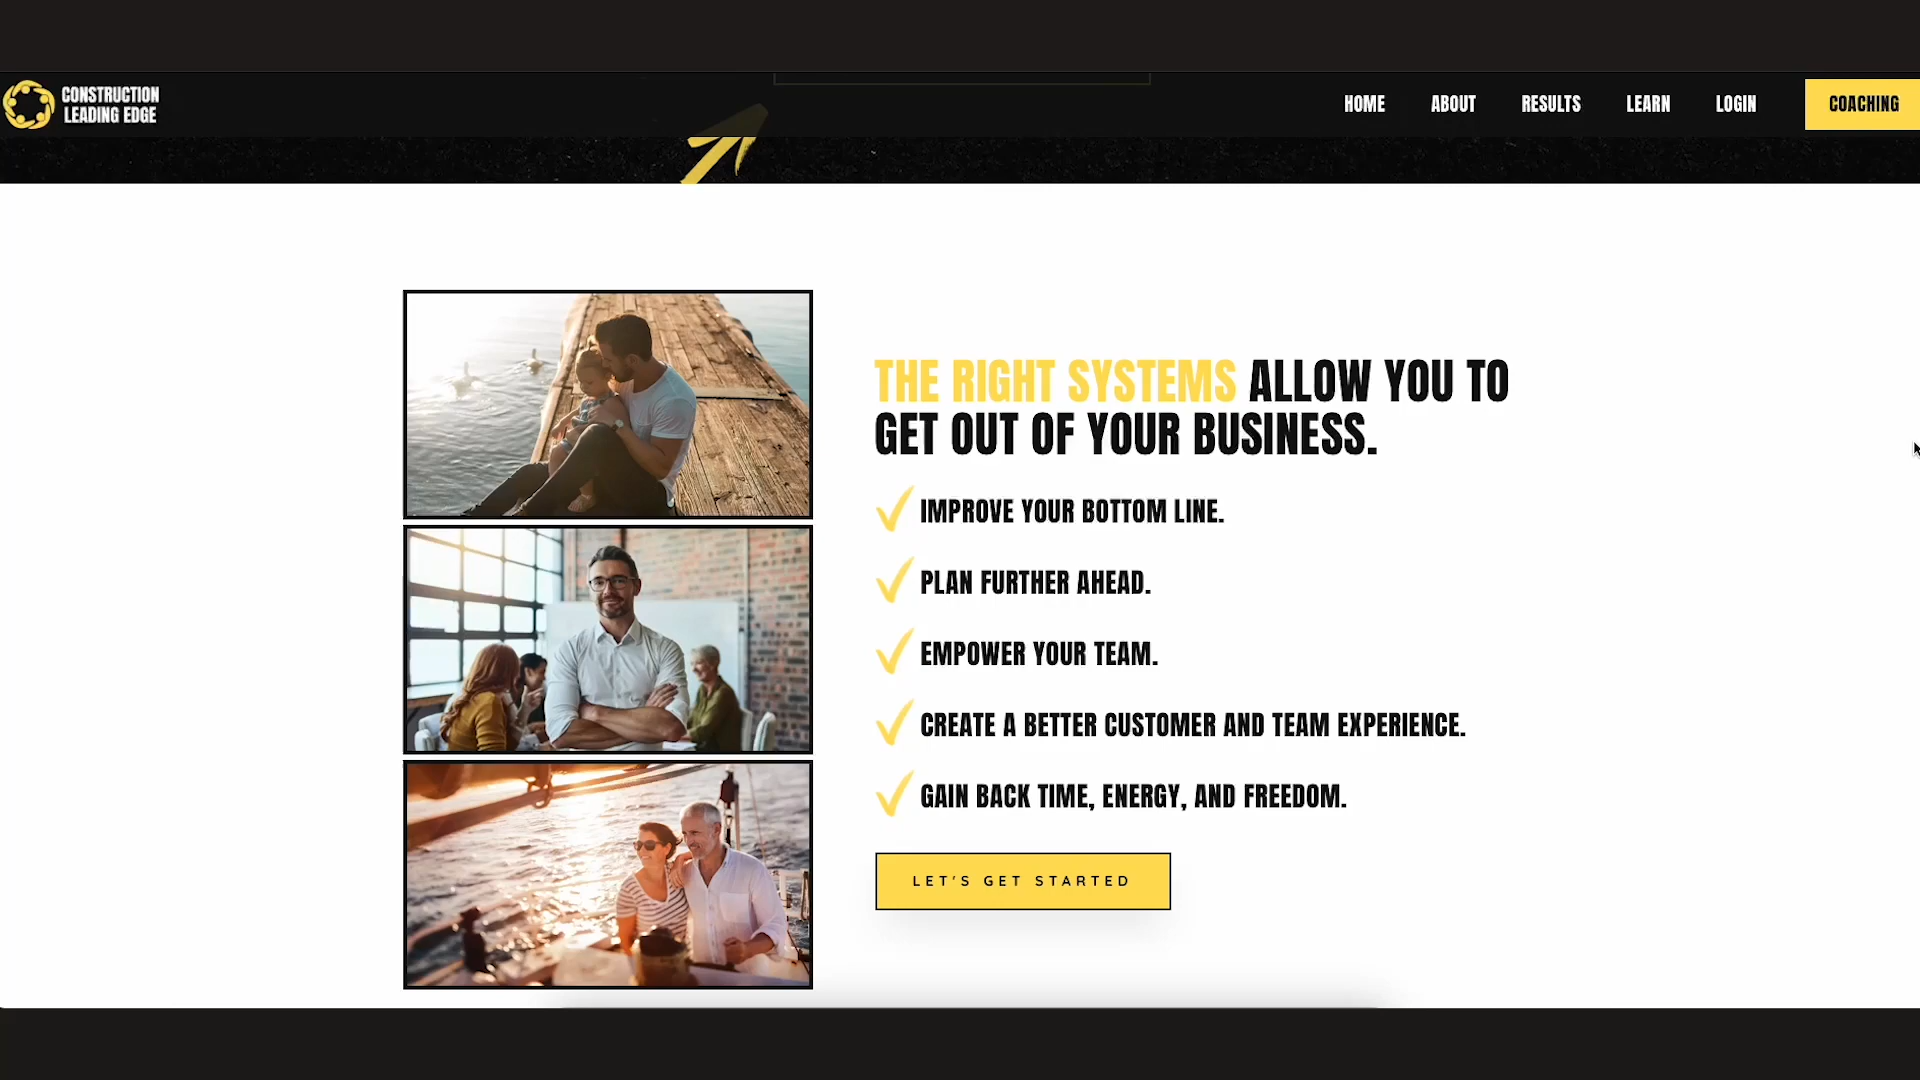 CONSTRUCTION
LEADING EDGE
HOME ABOUT RESULTS LEARN LOGIN COACHING
THE RIGHT SYSTEMS ALLOW YOU TO
GET OUT OF YOUR BUSINESS.
IMPROVE YOUR BOTTOM LINE.
PLAN FURTHER AHEAD.
EMPOWER YOUR TEAM.
CREATE A BETTER CUSTOMER AND TEAM EXPERIENCE.
GAIN BACK TIME, ENERGY, AND FREEDOM.
LET'S GET STARTED